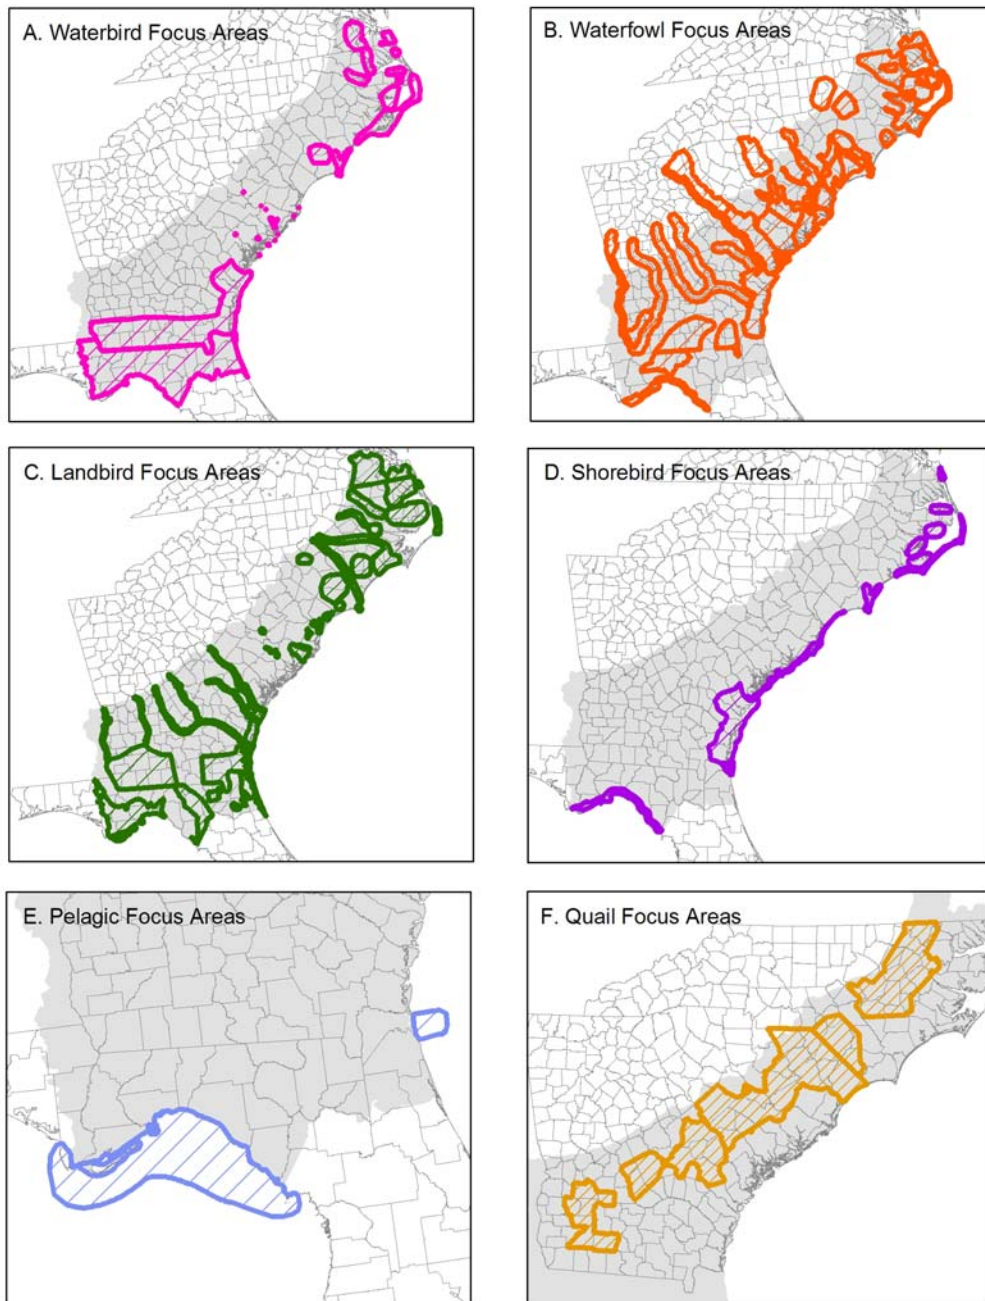 A. Waterbird Focus Areas
B. Waterfowl Focus Areas
C. Landbird Focus Areas
D. Shorebird Focus Areas
E. Pelagic Focus Areas
F. Quail Focus Areas